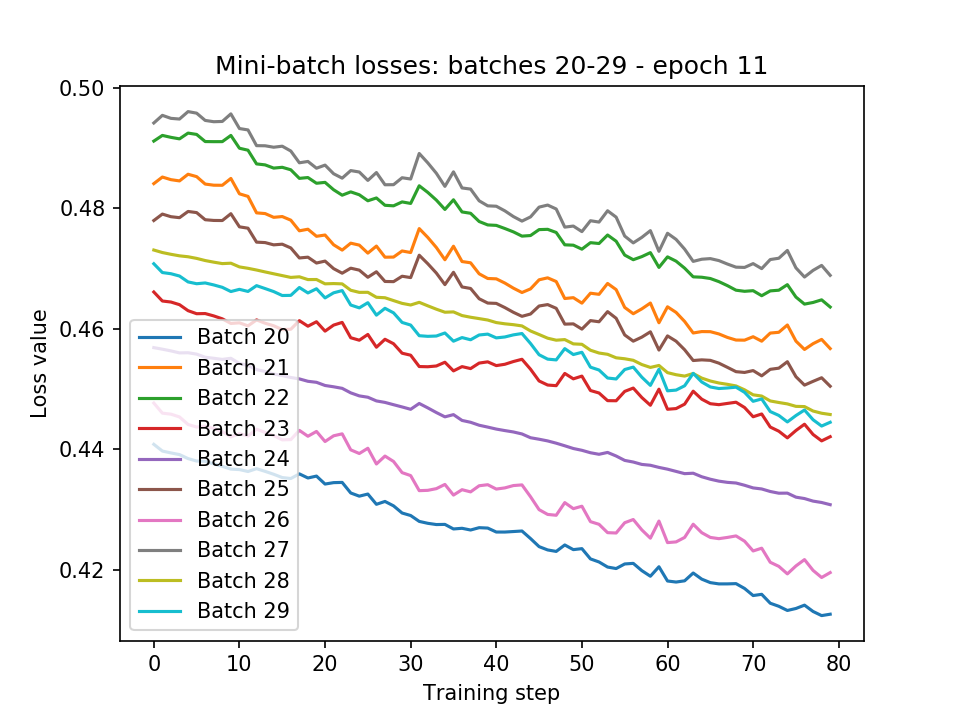 Mini-batch losses: batches 20-29 - epoch 11
0.50
0.48
0.46
0.44
0.42
Loss value
Batch 20
Batch 21
Batch 22
Batch 23
Batch 24
Batch 25
Batch 26
Batch 27
Batch 28
Batch 29
0 10 20 30 40 50 60 70 80
Training step